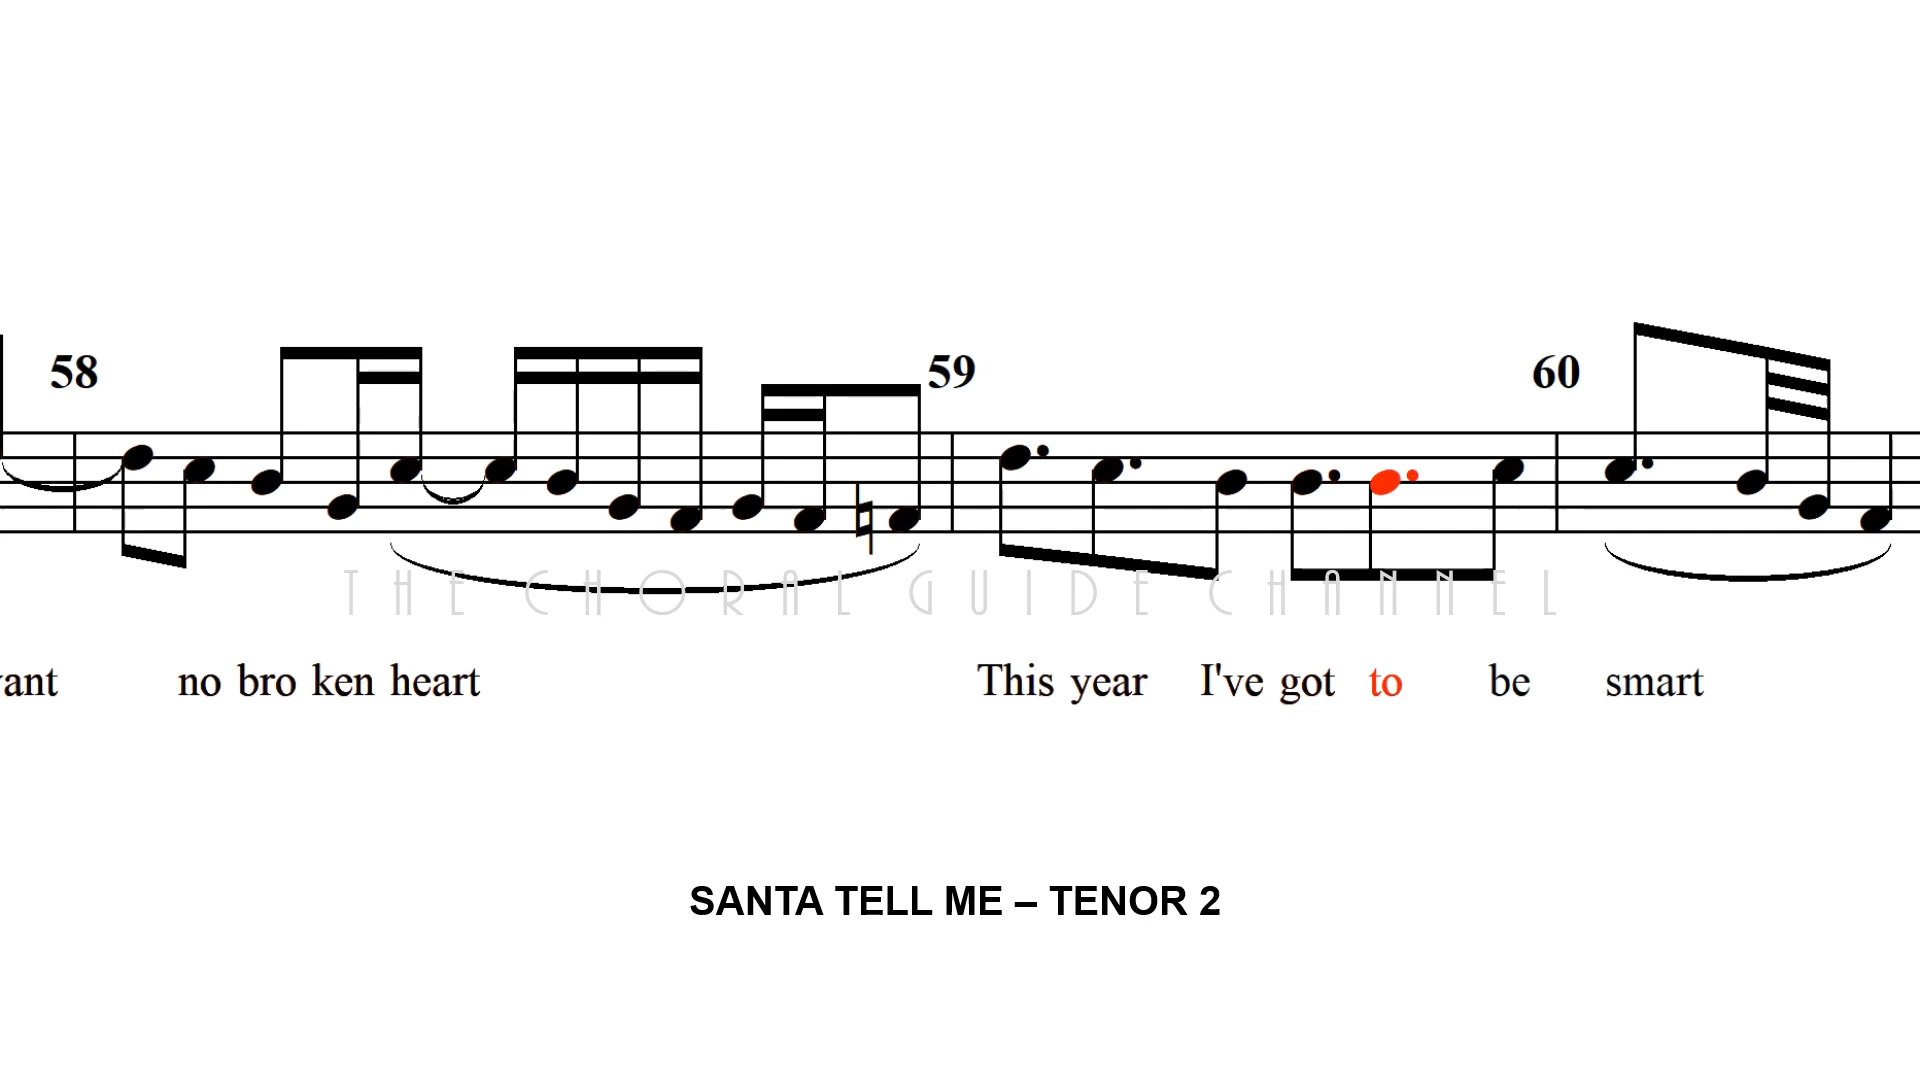 58 59 60
THE CHORAL GUIDE CHANNEL
no bro ken heart This year I've got to be smart
SANTA TELL ME – TENOR 2